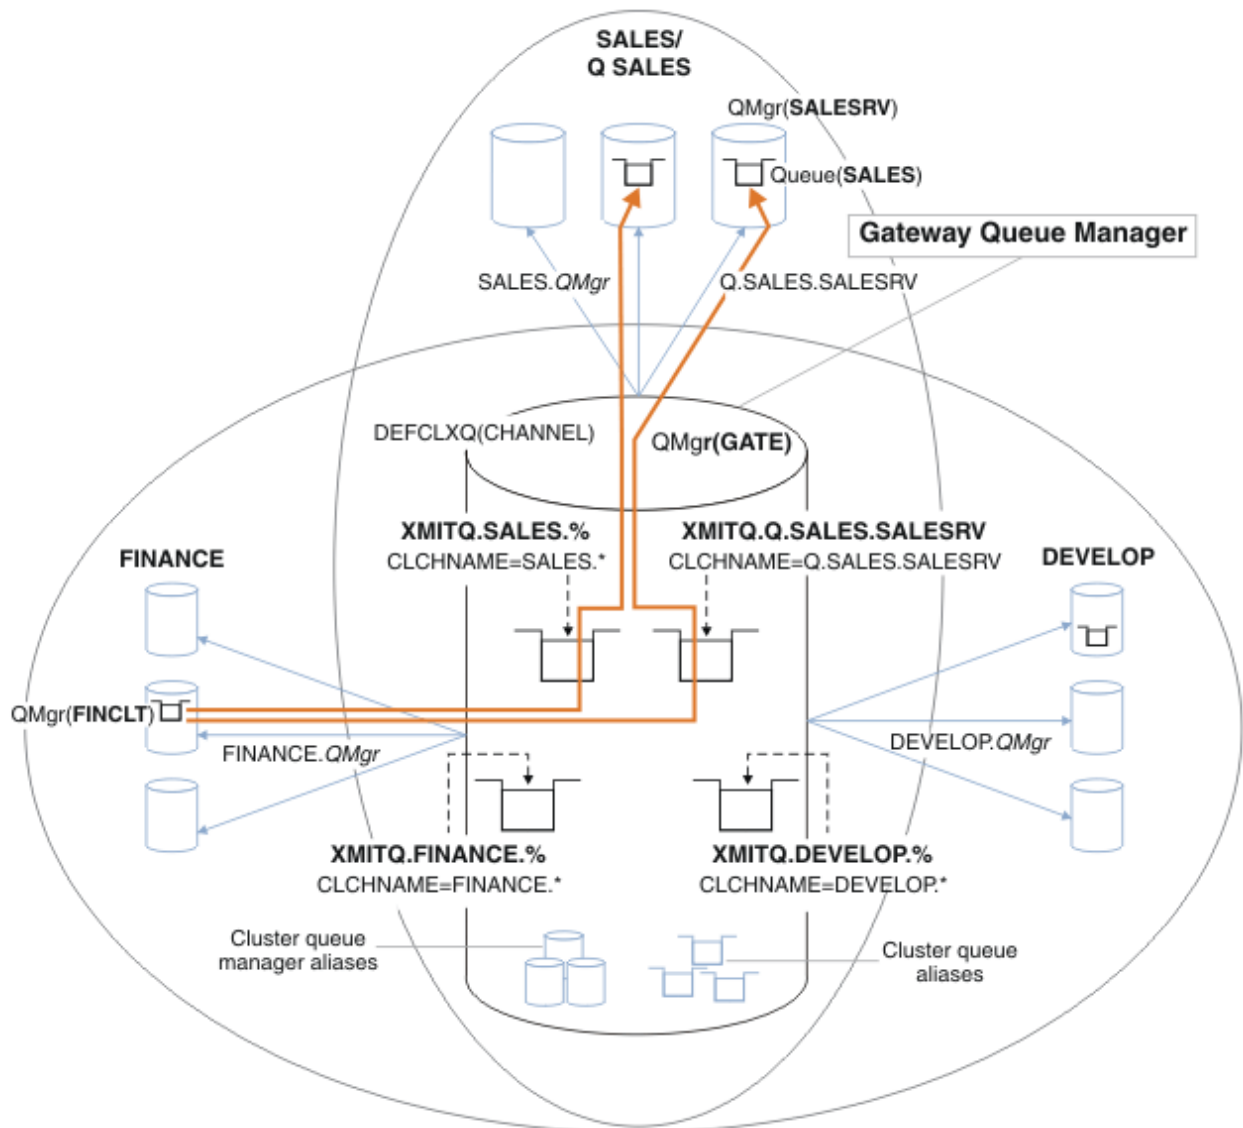 SALES/
Q SALES
QMgr(SALESRV)
Queue(SALES)
Gateway Queue Manager
SALES.QMgr
Q.SALES.SALESRV
DEFCLXQ(CHANNEL)
QMgr(GATE)
XMITQ.SALES.%
CLCHNAME=SALES.*
XMITQ.Q.SALES.SALESRV
CLCHNAME=Q.SALES.SALESRV
FINANCE
DEVELOP
QMgr(FINCLT)
FINANCE.QMgr
DEVELOP.QMgr
XMITQ.FINANCE.%
CLCHNAME=FINANCE.*
XMITQ.DEVELOP.%
CLCHNAME=DEVELOP.*
Cluster queue
manager aliases
Cluster queue
aliases